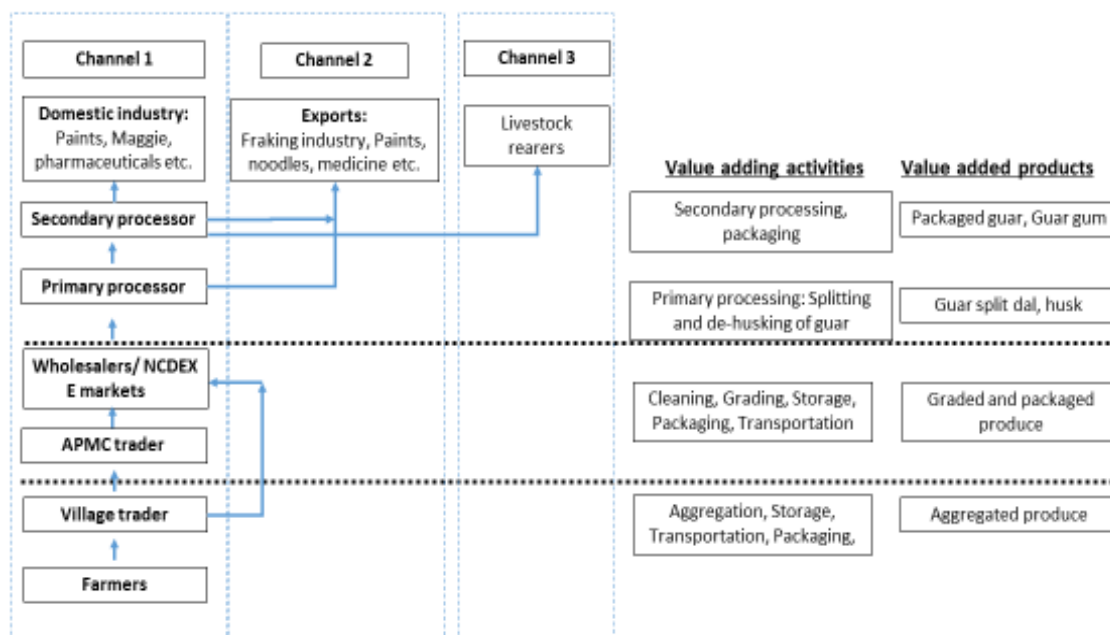 Channel 1
Channel 2
Channel 3
Domestic industry:
Paints, Maggie,
pharmaceuticals etc.
Exports:
Fraking industry, Paints,
noodles, medicine etc.
Livestock
rearers
Value adding activities
Value added products
Secondary processor
Secondary processing,
packaging
Packaged guar, Guar gum
Primary processor
Primary processing: Splitting
and de-husking of guar
Guar split dal, husk
Wholesalers/ NCDEX
E markets
Cleaning, Grading, Storage,
Packaging, Transportation
Graded and packaged
produce
APMC trader
Village trader
Aggregation, Storage,
Transportation, Packaging,
Aggregated produce
Farmers